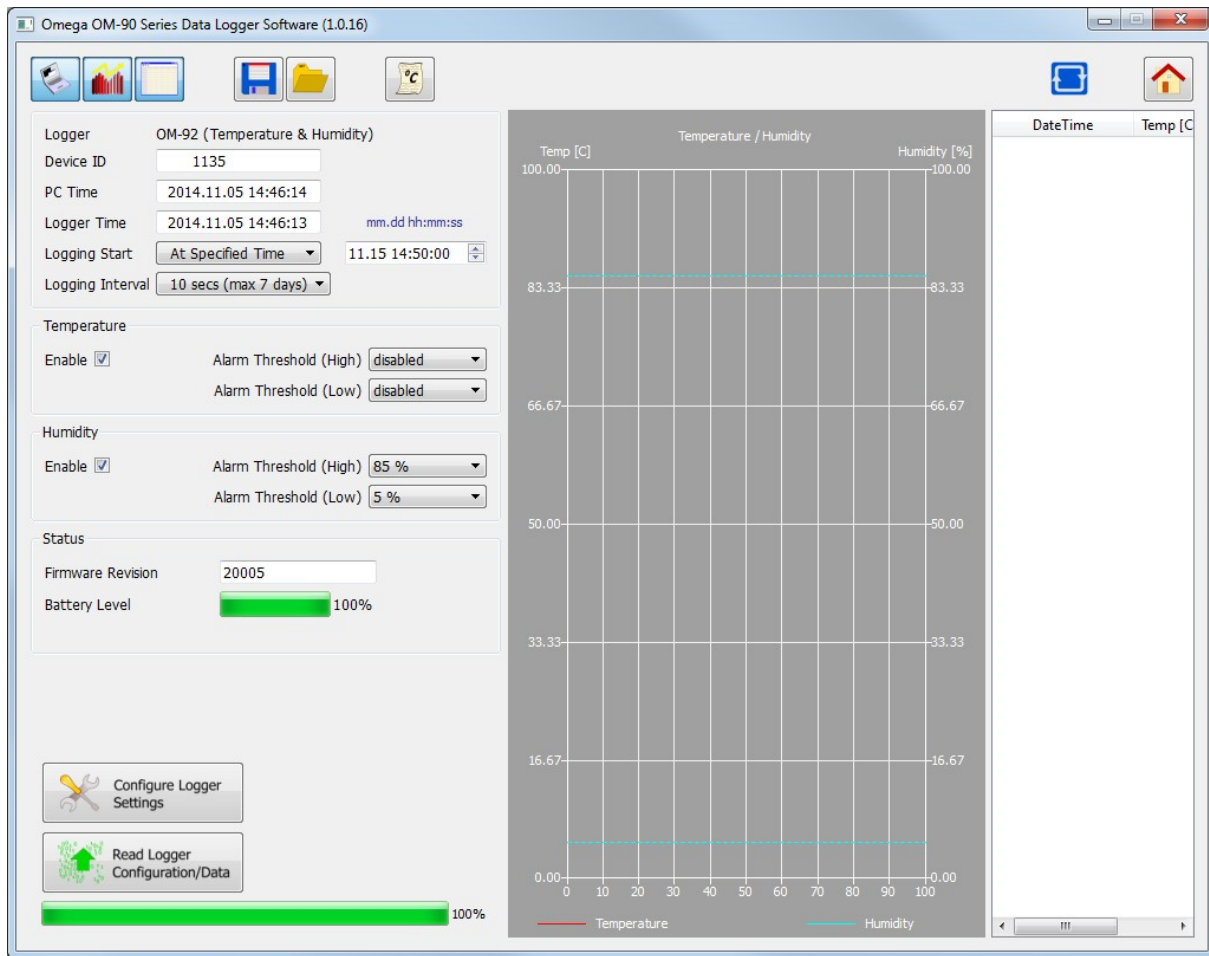 Omega OM-90 Series Data Logger Software (1.0.16)
°C
Logger OM-92 (Temperature & Humidity)
Device ID 1135
PC Time 2014.11.05 14:46:14
Logger Time 2014.11.05 14:46:13 mm.dd hh:mm:ss
Logging Start At Specified Time 11.15 14:50:00
Logging Interval 10 secs (max 7 days)
Temperature
Enable Alarm Threshold (High) disabled
Alarm Threshold (Low) disabled
Humidity
Enable Alarm Threshold (High) 85 %
Alarm Threshold (Low) 5 %
Status
Firmware Revision 20005
Battery Level 100%
Configure Logger
Settings
Read Logger
Configuration/Data
100%
Temperature / Humidity
Temp [C] Humidity [%]
100.00 100.00
83.33 83.33
66.67 66.67
50.00 50.00
33.33 33.33
16.67 16.67
0.00 0.00
0 10 20 30 40 50 60 70 80 90 100
Temperature Humidity
DateTime Temp [C